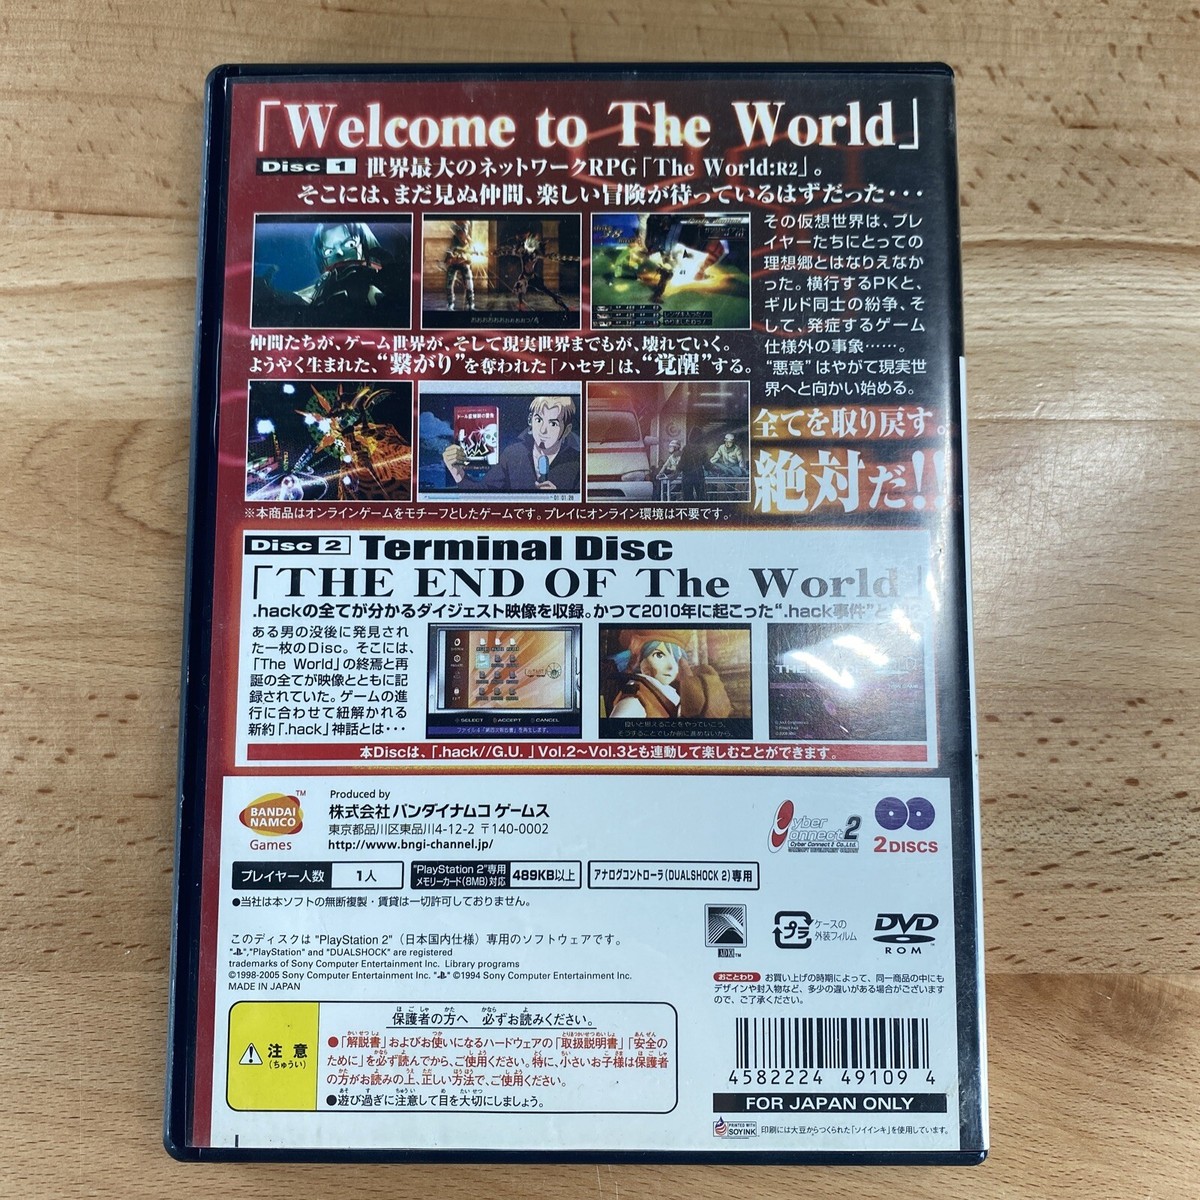 「Welcome to The World」
Disc 1 世界最大のネットワークRPG「The World:R2」。
そこには、まだ見ぬ仲間、楽しい冒険が待っているはずだった・・・
その仮想世界は、プレ
イヤーたちにとっての
理想郷とはなりえなか
った。横行するPKと、
ギルド同士の紛争、そ
して、発症するゲーム
仕様外の事象……。
“悪意”はやがて現実世
界へと向かい始める。
仲間たちが、ゲーム世界が、そして現実世界までもが、壊れていく。
ようやく生まれた、“繋がり”を奪われた「ハセヲ」は、“覚醒”する。
01:01:29
全てを取り戻す。
絶対だ!!
※本商品はオンラインゲームをモチーフとしたゲームです。プレイにオンライン環境は不要です。
Disc 2 Terminal Disc
「THE END OF The World」
.hackの全てが分かるダイジェスト映像を収録。かつて2010年に起こった“.hack事件”と
ある男の没後に発見され
た一枚のDisc。そこには、
「The World」の終焉と再
誕の全てが映像とともに記
録されていた。ゲームの進
行に合わせて紐解かれる
新約「.hack」神話とは・・・
SELECT ACCEPT CANCEL
そうすることでしか前に進めないから。
本Discは、「.hack//G.U.」Vol.2〜Vol.3とも連動して楽しむことができます。
BANDAI
NAMCO
Games
TM
Produced by
株式会社 バンダイナムコ ゲームス
東京都品川区東品川4-12-2 〒140-0002
http://www.bngi-channel.jp/
Cyber
Connect 2
Cyber Connect 2 Co.,Ltd.
2DISCS
プレイヤー人数 1人
"PlayStation 2"専用
メモリーカード(8MB)対応 489KB以上
アナログコントローラ(DUALSHOCK 2)専用
●当社は本ソフトの無断複製・賃貸は一切許可しておりません。
このディスクは "PlayStation 2"（日本国内仕様）専用のソフトウェアです。
","PlayStation" and "DUALSHOCK" are registered
trademarks of Sony Computer Entertainment Inc. Library programs
©1998-2005 Sony Computer Entertainment Inc. " " ©1994 Sony Computer Entertainment Inc.
MADE IN JAPAN
プラ
ケースの
外装フィルム
DVD
ROM
おことわり お買い上げの時期によって、同一商品の中にも
デザインや封入物など、多少の違いがある場合がございます
ので、ご了承ください。
注意
(ちゅうい)
保護者の方へ 必ずお読みください。
●「解説書」およびお使いになるハードウェアの「取扱説明書」「安全の
ために」を必ず読んでから、ご使用ください。特に、小さいお子様は保護者
の方がお読みの上、正しい方法で、ご使用ください。
●遊び過ぎに注意して目を大切にしましょう。
4582224 49109 4
FOR JAPAN ONLY
PRINTED WITH
SOYINK
印刷には大豆からつくられた「ソイインキ」を使用しています。